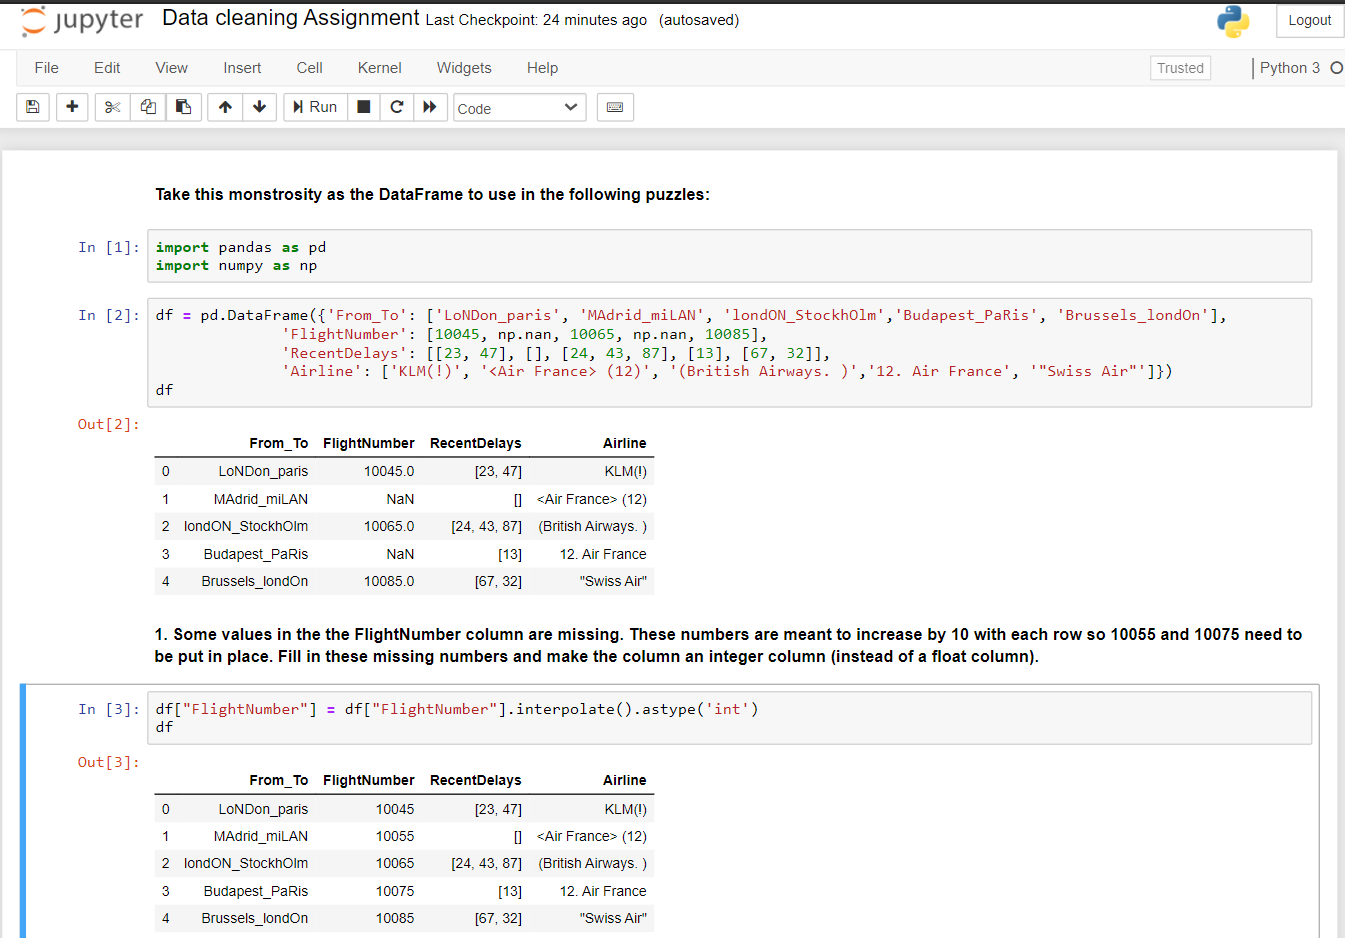 jupyter Data cleaning Assignment Last Checkpoint: 24 minutes ago (autosaved) Logout
File Edit View Insert Cell Kernel Widgets Help Trusted Python 3
Run Code
Take this monstrosity as the DataFrame to use in the following puzzles:
In [1]: import pandas as pd
import numpy as np
In [2]: df = pd.DataFrame({'From_To': ['LoNDon_paris', 'MAdrid_miLAN', 'londON_StockhOlm','Budapest_PaRis', 'Brussels_londOn'],
'FlightNumber': [10045, np.nan, 10065, np.nan, 10085],
'RecentDelays': [[23, 47], [], [24, 43, 87], [13], [67, 32]],
'Airline': ['KLM(!)', '<Air France> (12)', '(British Airways. )','12. Air France', '"Swiss Air"']})
df
Out[2]:
From_To FlightNumber RecentDelays Airline
0 LoNDon_paris 10045.0 [23, 47] KLM(!)
1 MAdrid_miLAN NaN [] <Air France> (12)
2 londON_StockhOlm 10065.0 [24, 43, 87] (British Airways. )
3 Budapest_PaRis NaN [13] 12. Air France
4 Brussels_londOn 10085.0 [67, 32] "Swiss Air"
1. Some values in the the FlightNumber column are missing. These numbers are meant to increase by 10 with each row so 10055 and 10075 need to
be put in place. Fill in these missing numbers and make the column an integer column (instead of a float column).
In [3]: df["FlightNumber"] = df["FlightNumber"].interpolate().astype('int')
df
Out[3]:
From_To FlightNumber RecentDelays Airline
0 LoNDon_paris 10045 [23, 47] KLM(!)
1 MAdrid_miLAN 10055 [] <Air France> (12)
2 londON_StockhOlm 10065 [24, 43, 87] (British Airways. )
3 Budapest_PaRis 10075 [13] 12. Air France
4 Brussels_londOn 10085 [67, 32] "Swiss Air"